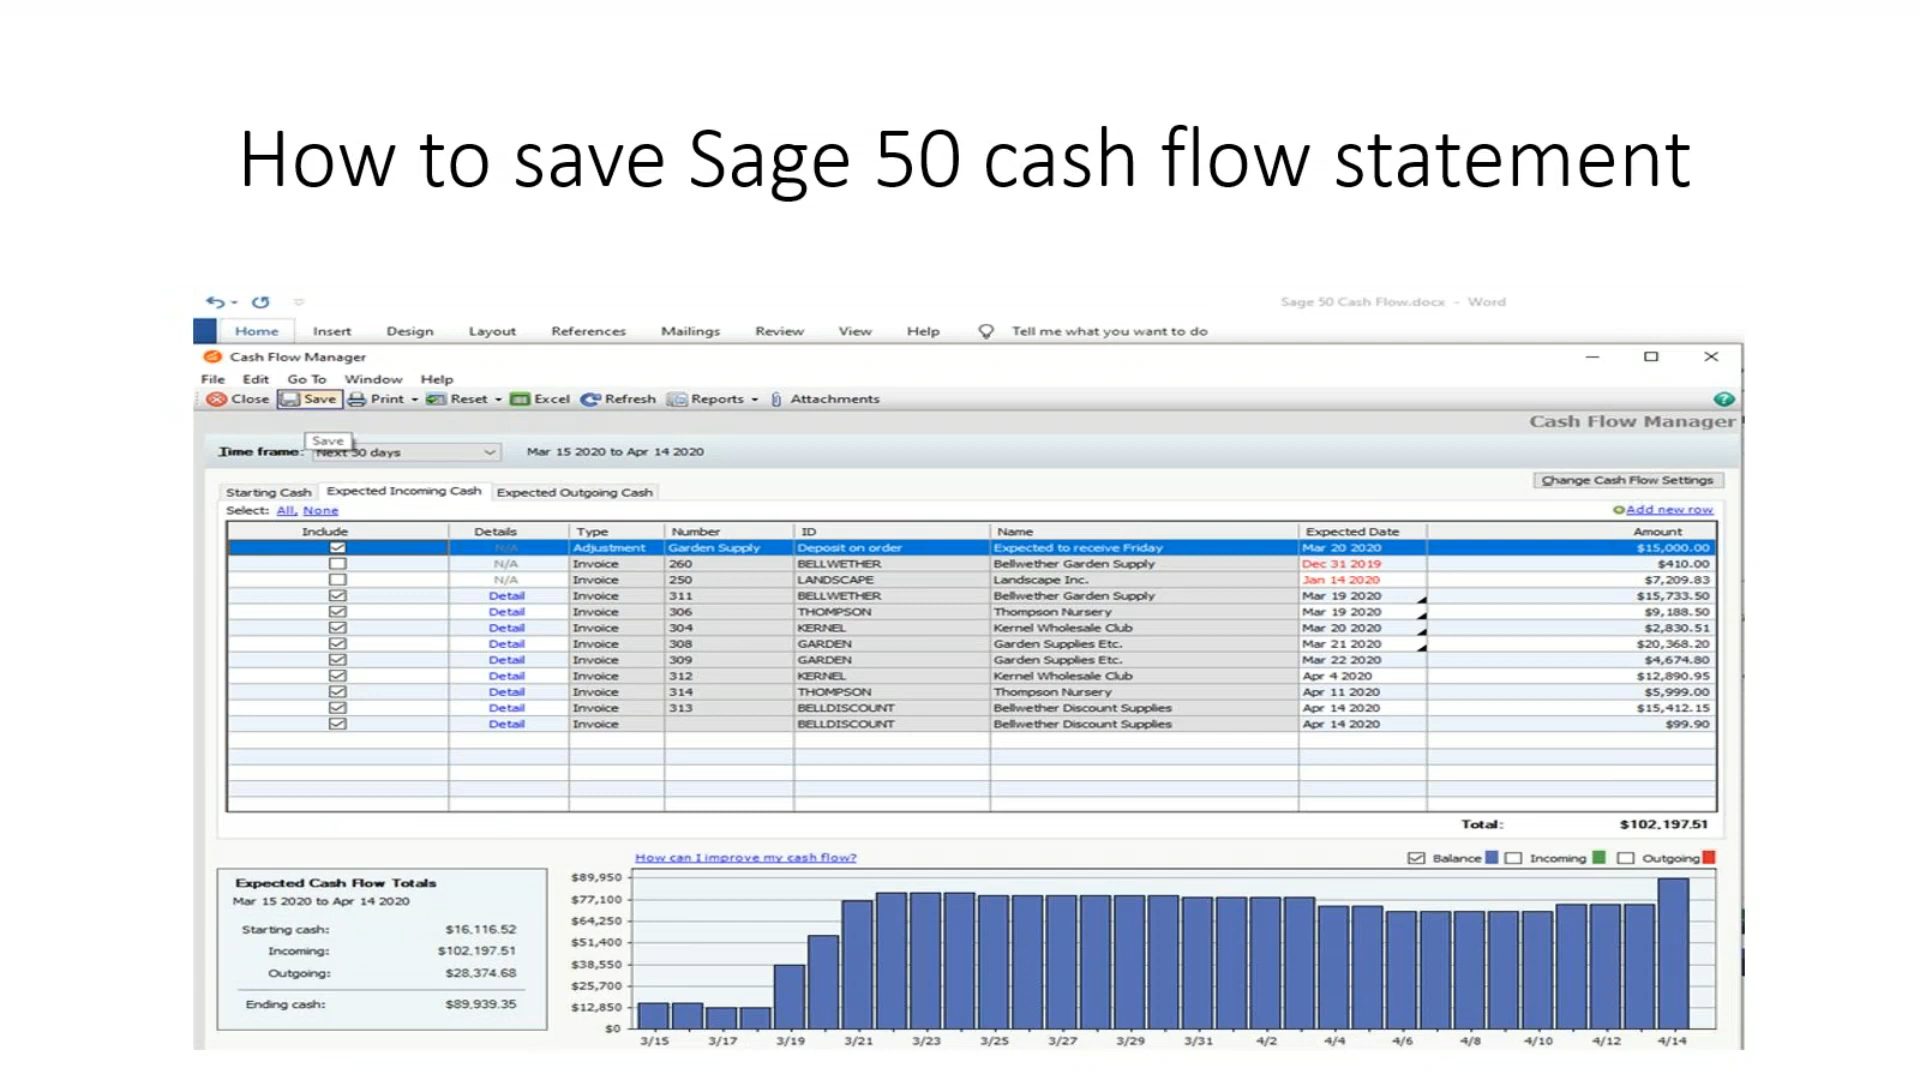 How to save Sage 50 cash flow statement
Sage 50 Cash Flow.docx - Word
Home Insert Design Layout References Mailings Review View Help Tell me what you want to do
Cash Flow Manager
File Edit Go To Window Help
Close Save Print Reset Excel Refresh Reports Attachments
Cash Flow Manager
Save
Time frame: Next 30 days Mar 15 2020 to Apr 14 2020
Change Cash Flow Settings
Starting Cash Expected Incoming Cash Expected Outgoing Cash
Select: All, None Add new row
Include Details Type Number ID Name Expected Date Amount
N/A Adjustment Garden Supply Deposit on order Expected to receive Friday Mar 20 2020 $15,000.00
N/A Invoice 260 BELLWETHER Bellwether Garden Supply Dec 31 2019 $410.00
N/A Invoice 250 LANDSCAPE Landscape Inc. Jan 14 2020 $7,209.83
Detail Invoice 311 BELLWETHER Bellwether Garden Supply Mar 19 2020 $15,733.50
Detail Invoice 306 THOMPSON Thompson Nursery Mar 19 2020 $9,188.50
Detail Invoice 304 KERNEL Kernel Wholesale Club Mar 20 2020 $2,830.51
Detail Invoice 308 GARDEN Garden Supplies Etc. Mar 21 2020 $20,368.20
Detail Invoice 309 GARDEN Garden Supplies Etc. Mar 22 2020 $4,674.80
Detail Invoice 312 KERNEL Kernel Wholesale Club Apr 4 2020 $12,890.95
Detail Invoice 314 THOMPSON Thompson Nursery Apr 11 2020 $5,999.00
Detail Invoice 313 BELLDISCOUNT Bellwether Discount Supplies Apr 14 2020 $15,412.15
Detail Invoice BELLDISCOUNT Bellwether Discount Supplies Apr 14 2020 $99.90
Total: $102,197.51
How can I improve my cash flow? Balance Incoming Outgoing
Expected Cash Flow Totals
Mar 15 2020 to Apr 14 2020
Starting cash: $16,116.52
Incoming: $102,197.51
Outgoing: $28,374.68
Ending cash: $89,939.35
$89,950
$77,100
$64,250
$51,400
$38,550
$25,700
$12,850
$0
3/15 3/17 3/19 3/21 3/23 3/25 3/27 3/29 3/31 4/2 4/4 4/6 4/8 4/10 4/12 4/14